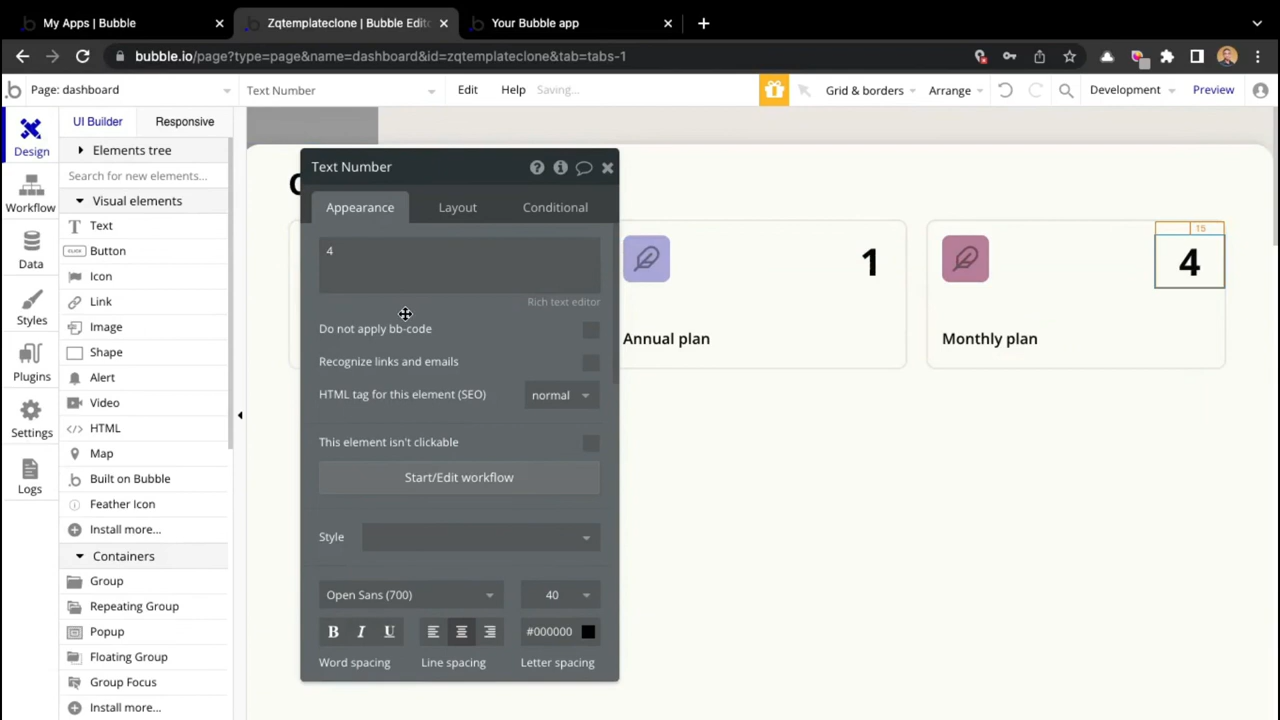 My Apps | Bubble
Zqtemplateclone | Bubble Edito
Your Bubble app
bubble.io/page?type=page&name=dashboard&id=zqtemplateclone&tab=tabs-1
Page: dashboard
Text Number
Edit
Help
Saving...
Grid & borders
Arrange
Development
Preview
Design
Workflow
Data
Styles
Plugins
Settings
Logs
UI Builder
Responsive
Elements tree
Search for new elements...
Visual elements
Text
CLICK
Button
Icon
Link
Image
Shape
Alert
Video
</> HTML
Map
Built on Bubble
Feather Icon
Install more...
Containers
Group
Repeating Group
Popup
Floating Group
Group Focus
Install more...
Text Number
Appearance
Layout
Conditional
4
Rich text editor
Do not apply bb-code
Recognize links and emails
HTML tag for this element (SEO)
normal
This element isn't clickable
Start/Edit workflow
Style
Open Sans (700)
40
B I U
#000000
Word spacing
Line spacing
Letter spacing
1
Annual plan
15
4
Monthly plan